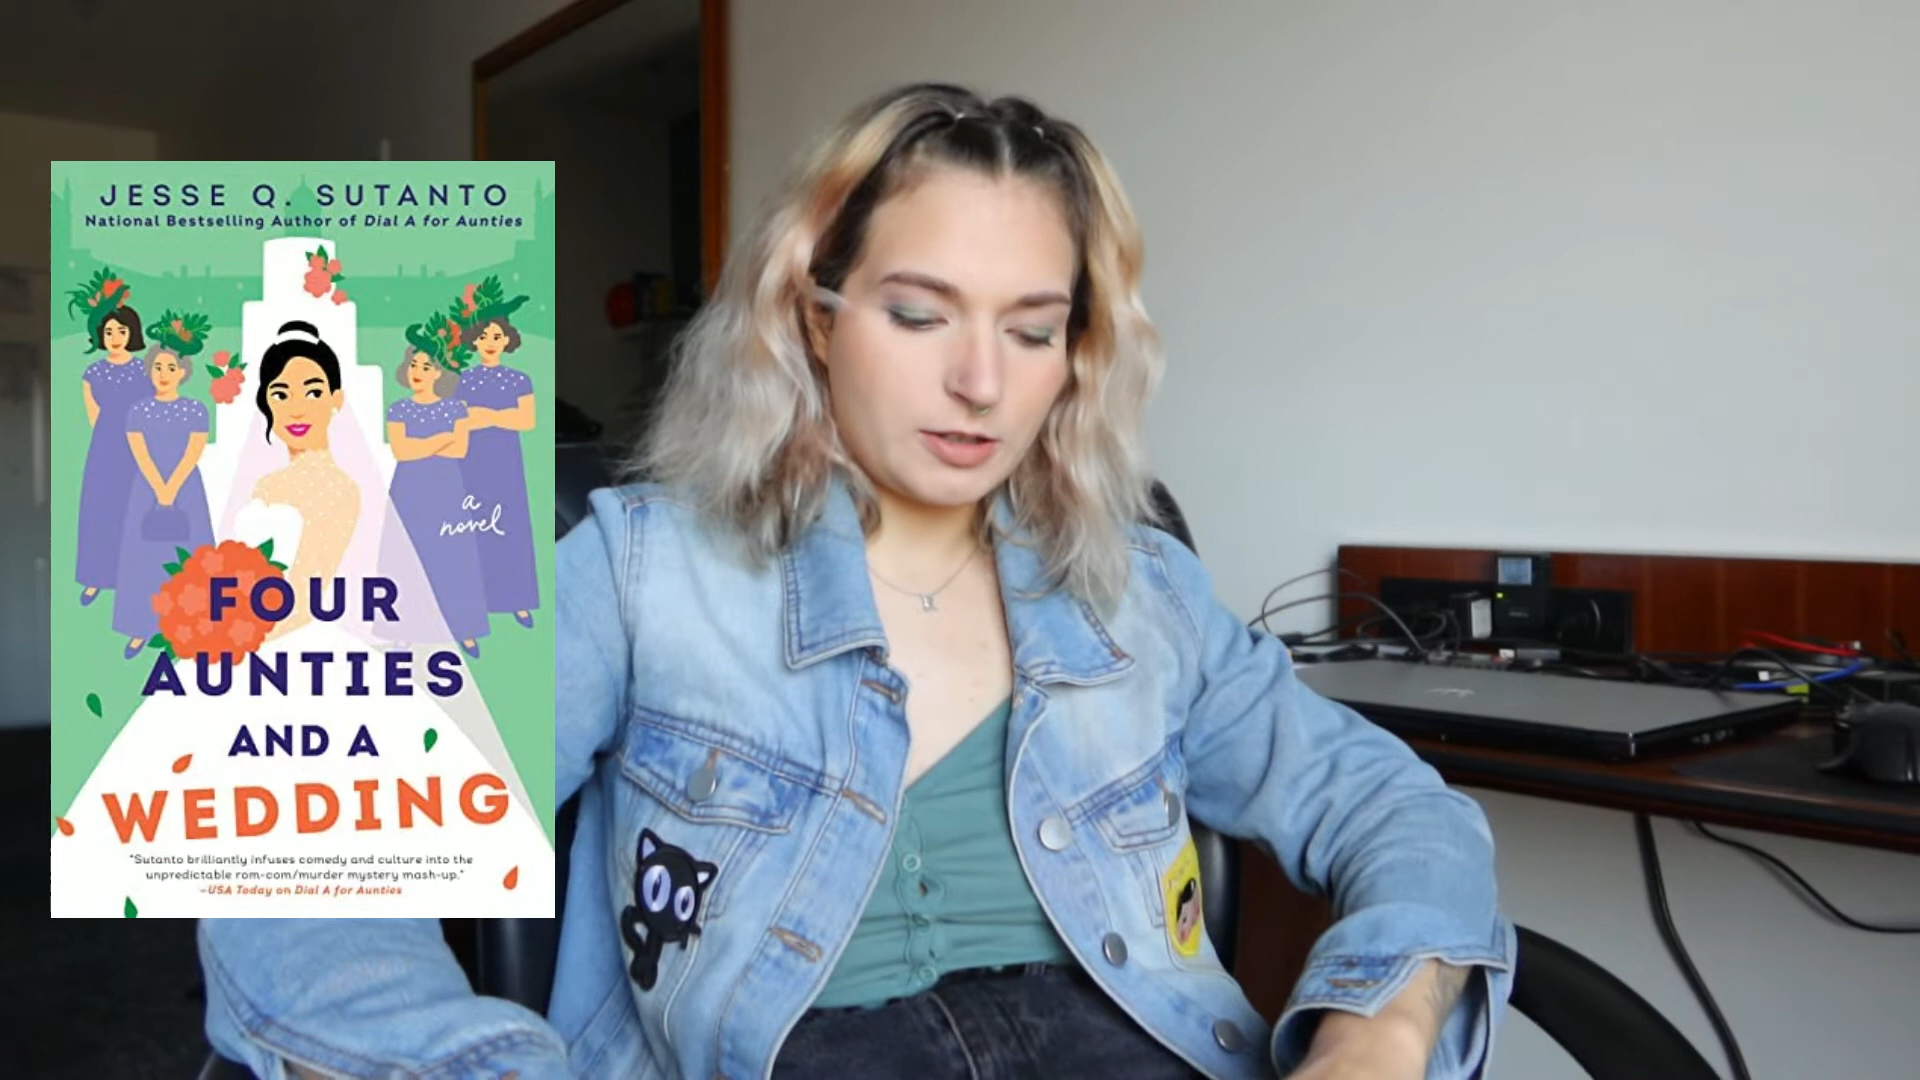 JESSE Q. SUTANTO
National Bestselling Author of Dial A for Aunties
a
novel
FOUR
AUNTIES
AND A
WEDDING
"Sutanto brilliantly infuses comedy and culture into the
unpredictable rom-com/murder mystery mash-up."
—USA Today on Dial A for Aunties